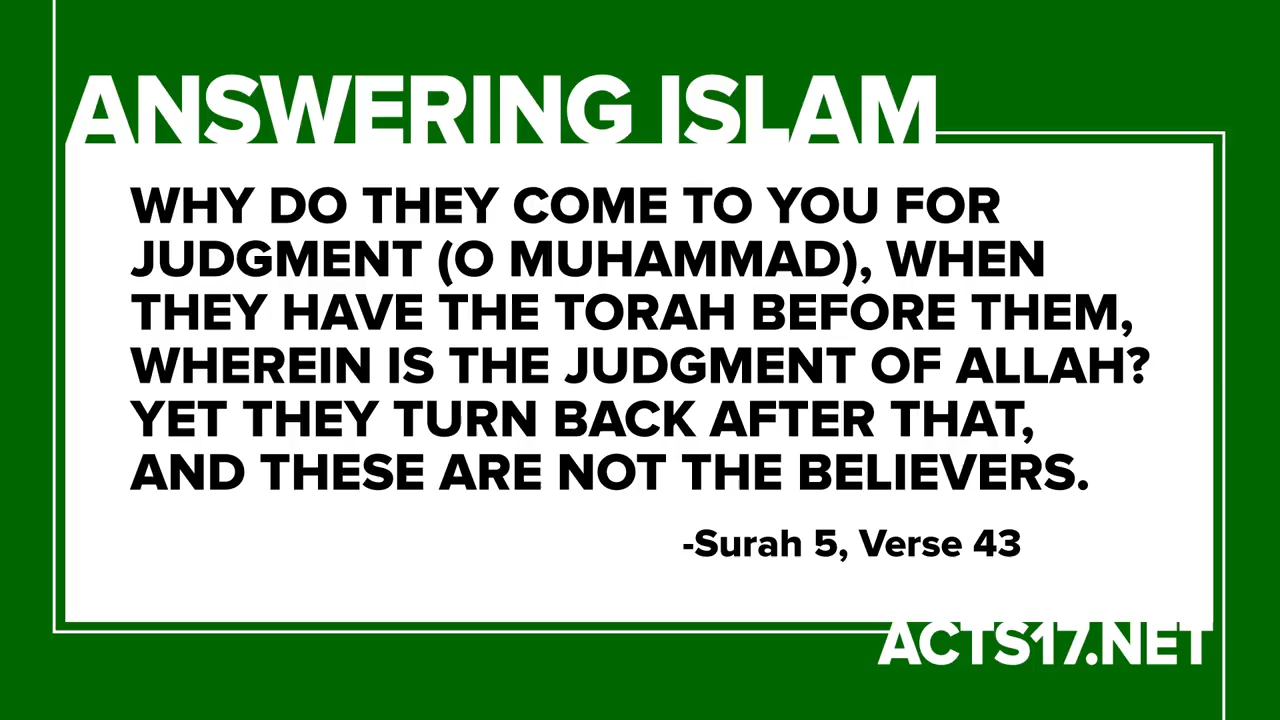 ANSWERING ISLAM
WHY DO THEY COME TO YOU FOR
JUDGMENT (O MUHAMMAD), WHEN
THEY HAVE THE TORAH BEFORE THEM,
WHEREIN IS THE JUDGMENT OF ALLAH?
YET THEY TURN BACK AFTER THAT,
AND THESE ARE NOT THE BELIEVERS.
-Surah 5, Verse 43
ACTS17.NET